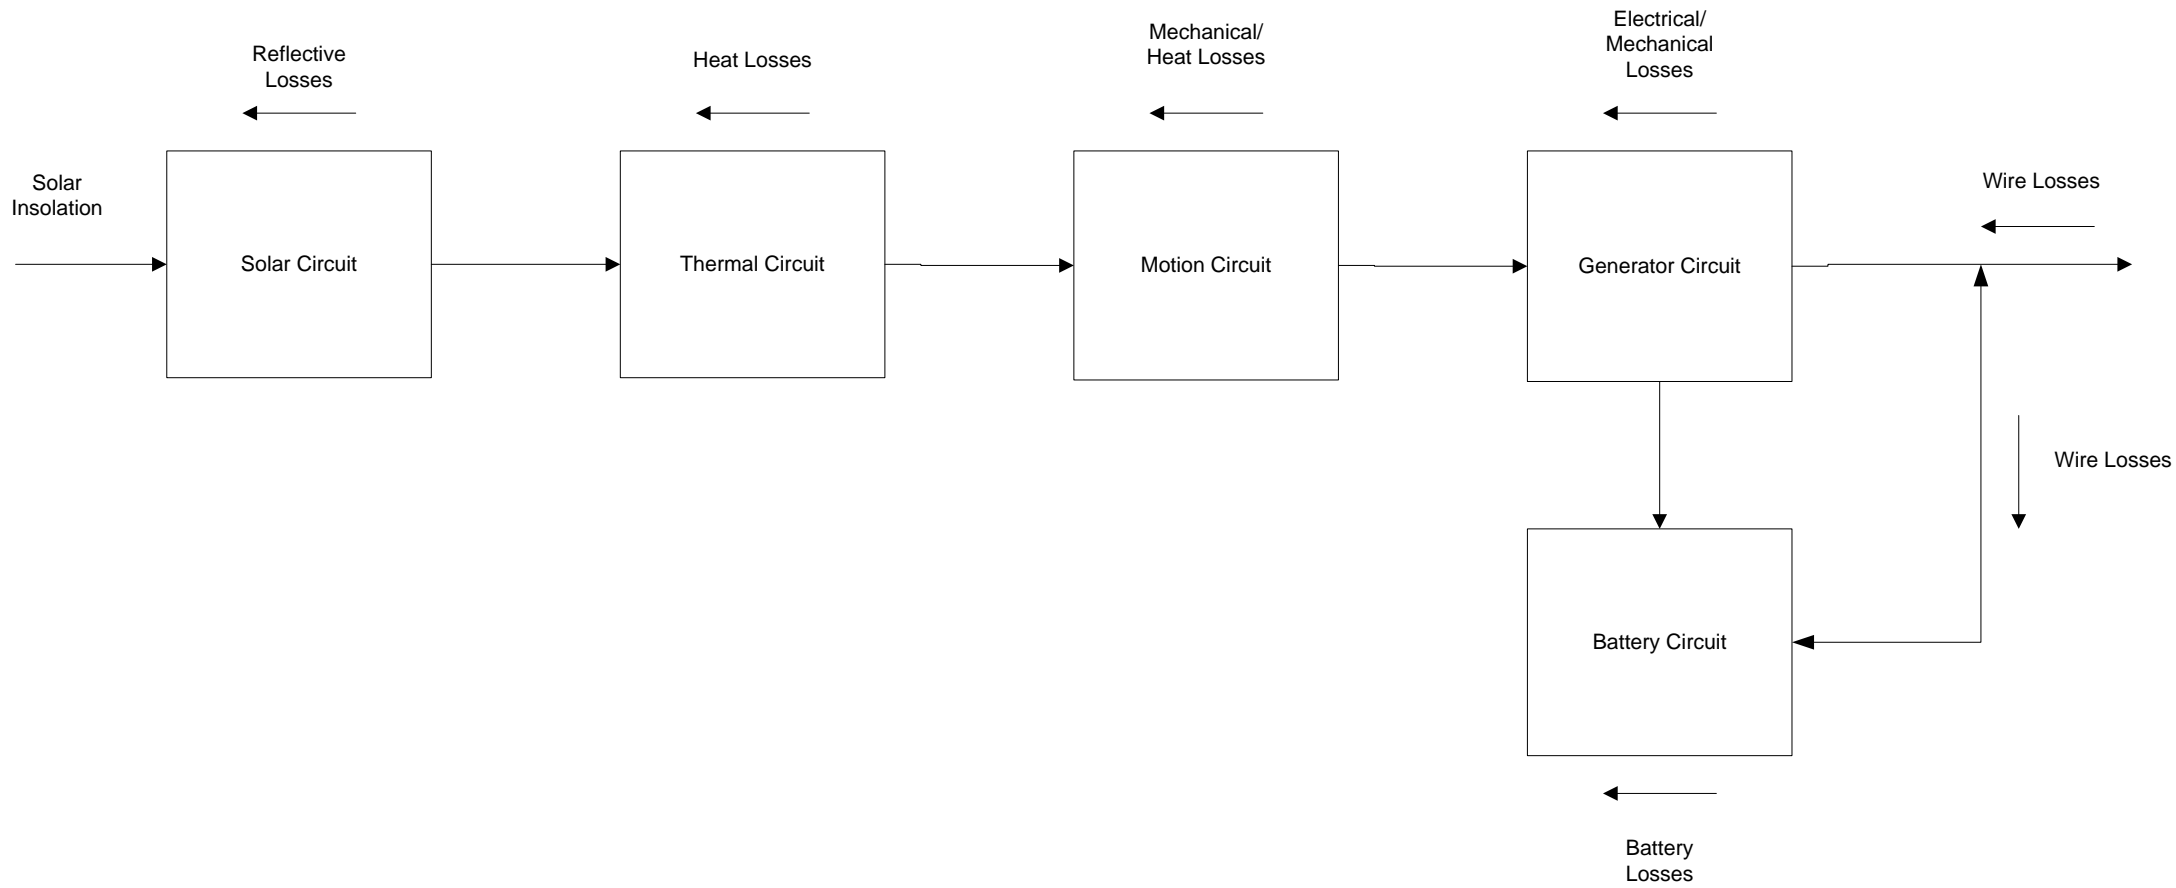 Reflective
Losses
Heat Losses
Mechanical/
Heat Losses
Electrical/
Mechanical
Losses
Solar
Insolation
Wire Losses
Solar Circuit
Thermal Circuit
Motion Circuit
Generator Circuit
Wire Losses
Battery Circuit
Battery
Losses